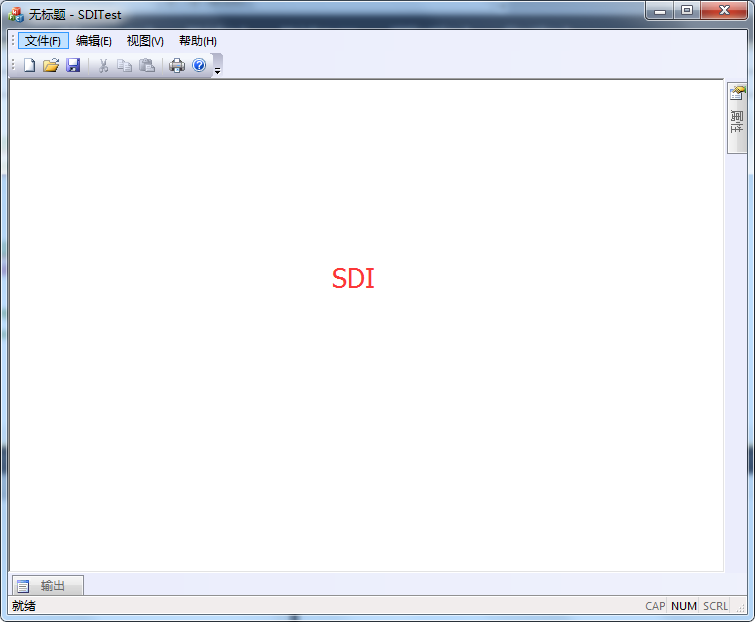 无标题 - SDITest
文件(F) 编辑(E) 视图(V) 帮助(H)
属性
SDI
输出
就绪 CAP NUM SCRL